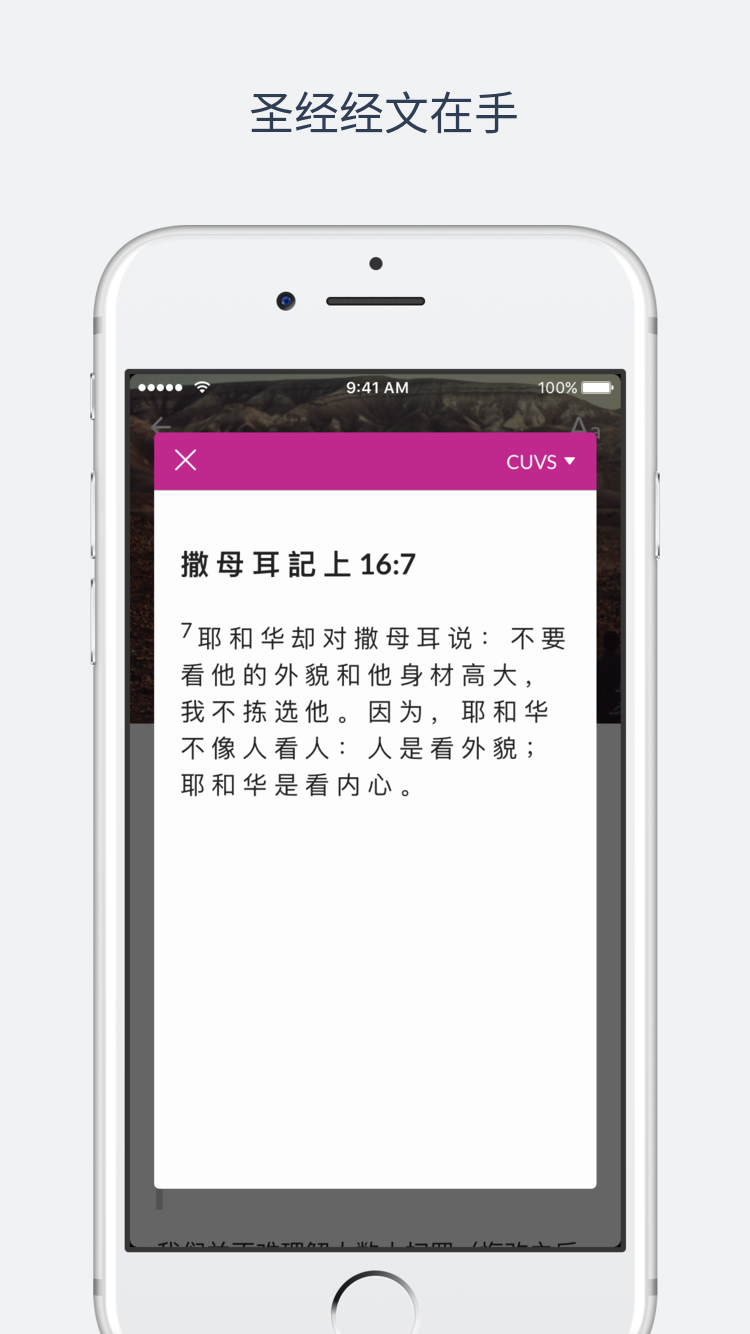 圣经经文在手
9:41 AM
100%
Aa
CUVS
撒母耳記上 16:7
7 耶和华却对撒母耳说：不要
看他的外貌和他身材高大，
我不拣选他。因为，耶和华
不像人看人：人是看外貌；
耶和华是看内心。